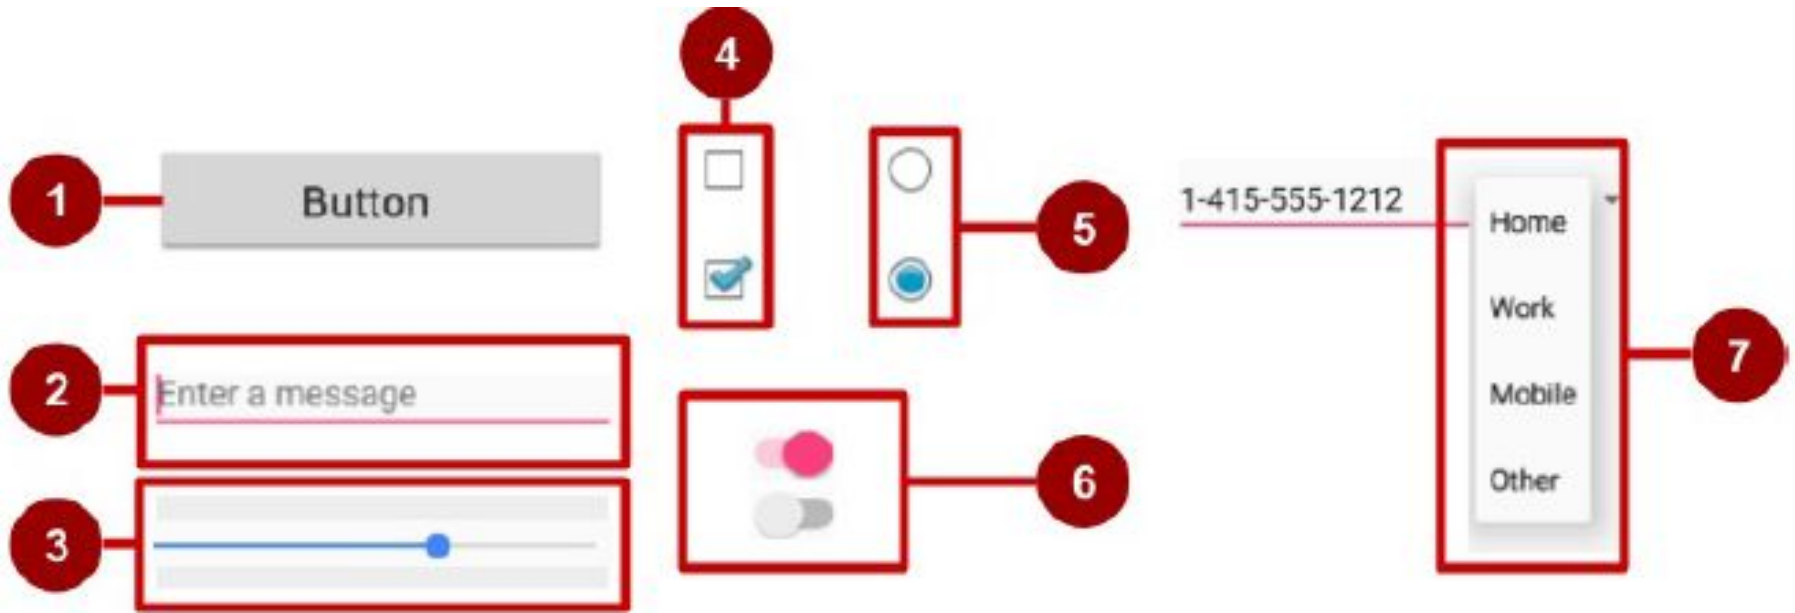 4
1
Button
5
1-415-555-1212
Home
Work
Mobile
Other
7
2
Enter a message
6
3